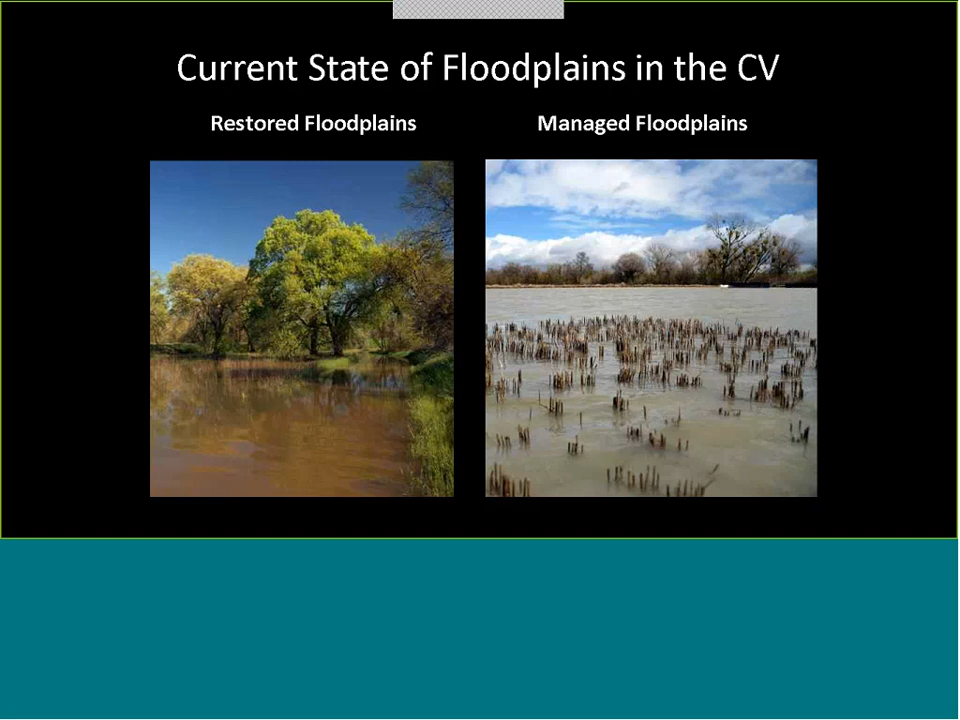 Current State of Floodplains in the CV
Restored Floodplains
Managed Floodplains